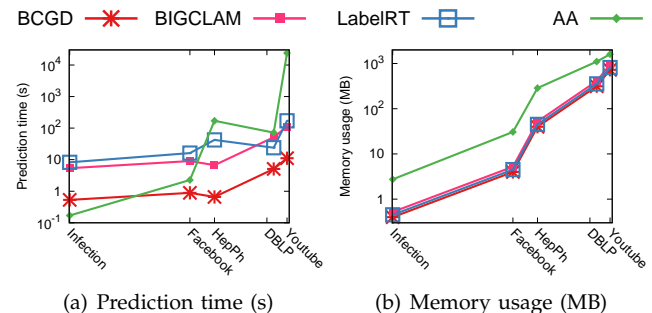 BCGD BIGCLAM LabelRT AA
Prediction time (s)
10^4
10^3
10^2
10
1
10^-1
Infection
Facebook
HepPh
DBLP
Youtube
Memory usage (MB)
10^3
10^2
10
1
Infection
Facebook
HepPh
DBLP
Youtube
(a) Prediction time (s) (b) Memory usage (MB)